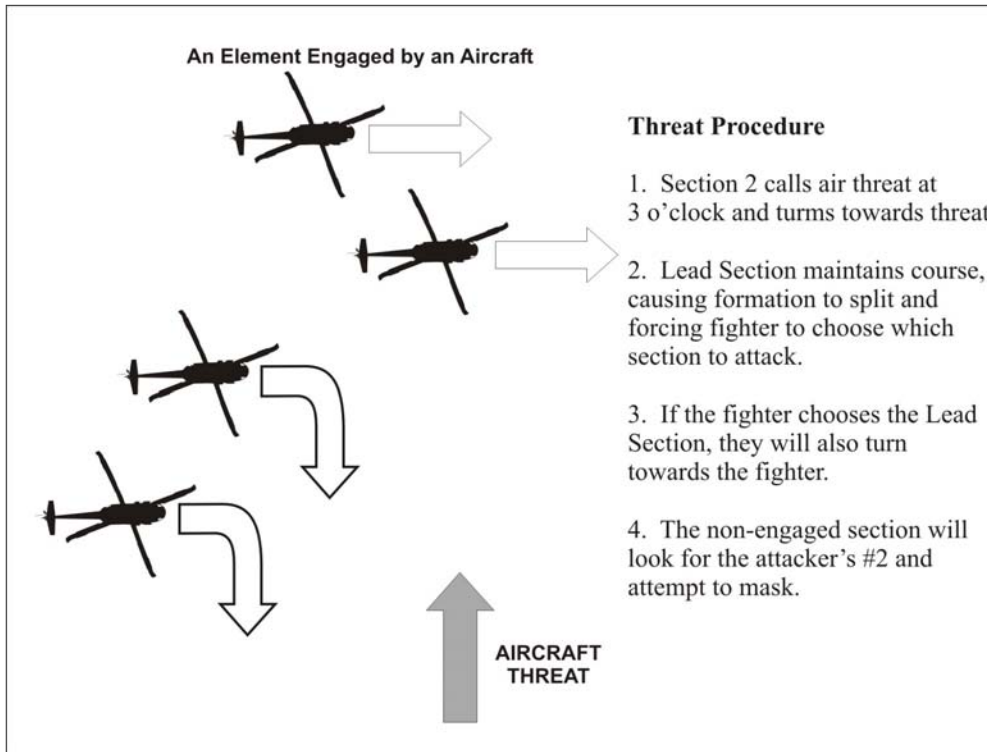 An Element Engaged by an Aircraft
Threat Procedure
1. Section 2 calls air threat at
3 o’clock and turms towards threat
2. Lead Section maintains course,
causing formation to split and
forcing fighter to choose which
section to attack.
3. If the fighter chooses the Lead
Section, they will also turn
towards the fighter.
4. The non-engaged section will
look for the attacker’s #2 and
attempt to mask.
AIRCRAFT
THREAT